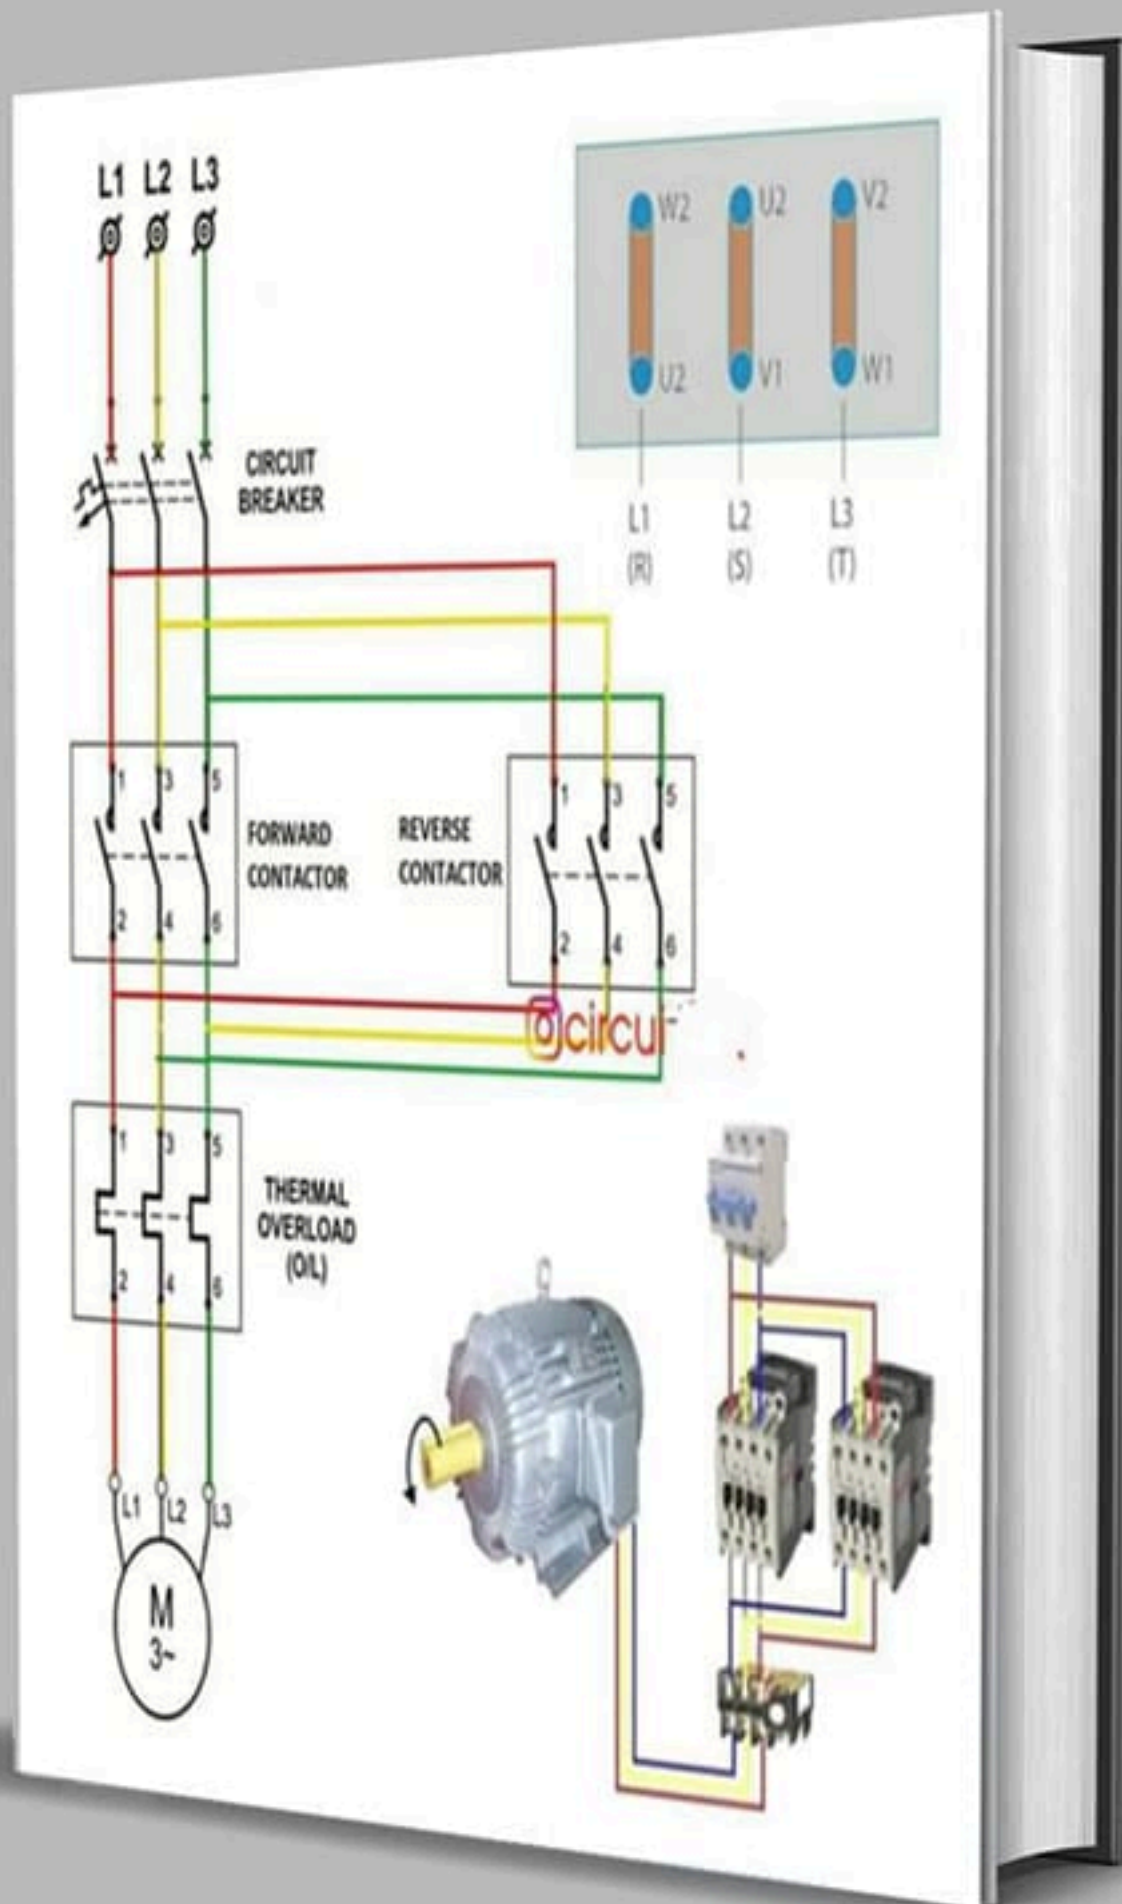 L1 L2 L3
W2 U2 V2
U2 V1 W1
L1 L2 L3
(R) (S) (T)
CIRCUIT
BREAKER
1 3 5
FORWARD
CONTACTOR
2 4 6
REVERSE
CONTACTOR
1 3 5
2 4 6
circu
1 3 5
THERMAL
OVERLOAD
(O/L)
2 4 6
L1 L2 L3
M
3~